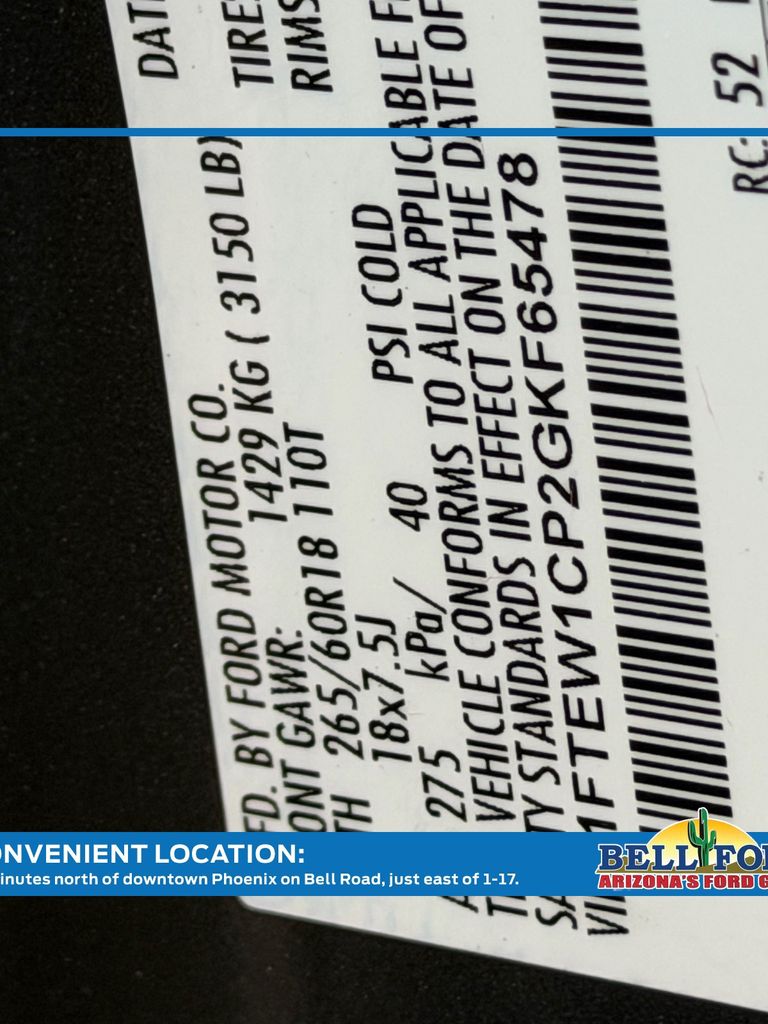 FD. BY FORD MOTOR CO.
ONT GAWR: 1429 KG ( 3150 LB)
TH 265/60R18 110T
18x7.5J
275 kPa/ 40 PSI COLD
VEHICLE CONFORMS TO ALL APPLICABLE F
TY STANDARDS IN EFFECT ON THE DATE OF
1FTEW1CP2GKF65478
DAT
TIRE
RIMS
RC: 52
ONVENIENT LOCATION:
inutes north of downtown Phoenix on Bell Road, just east of 1-17.
BELL FO
ARIZONA'S FORD G